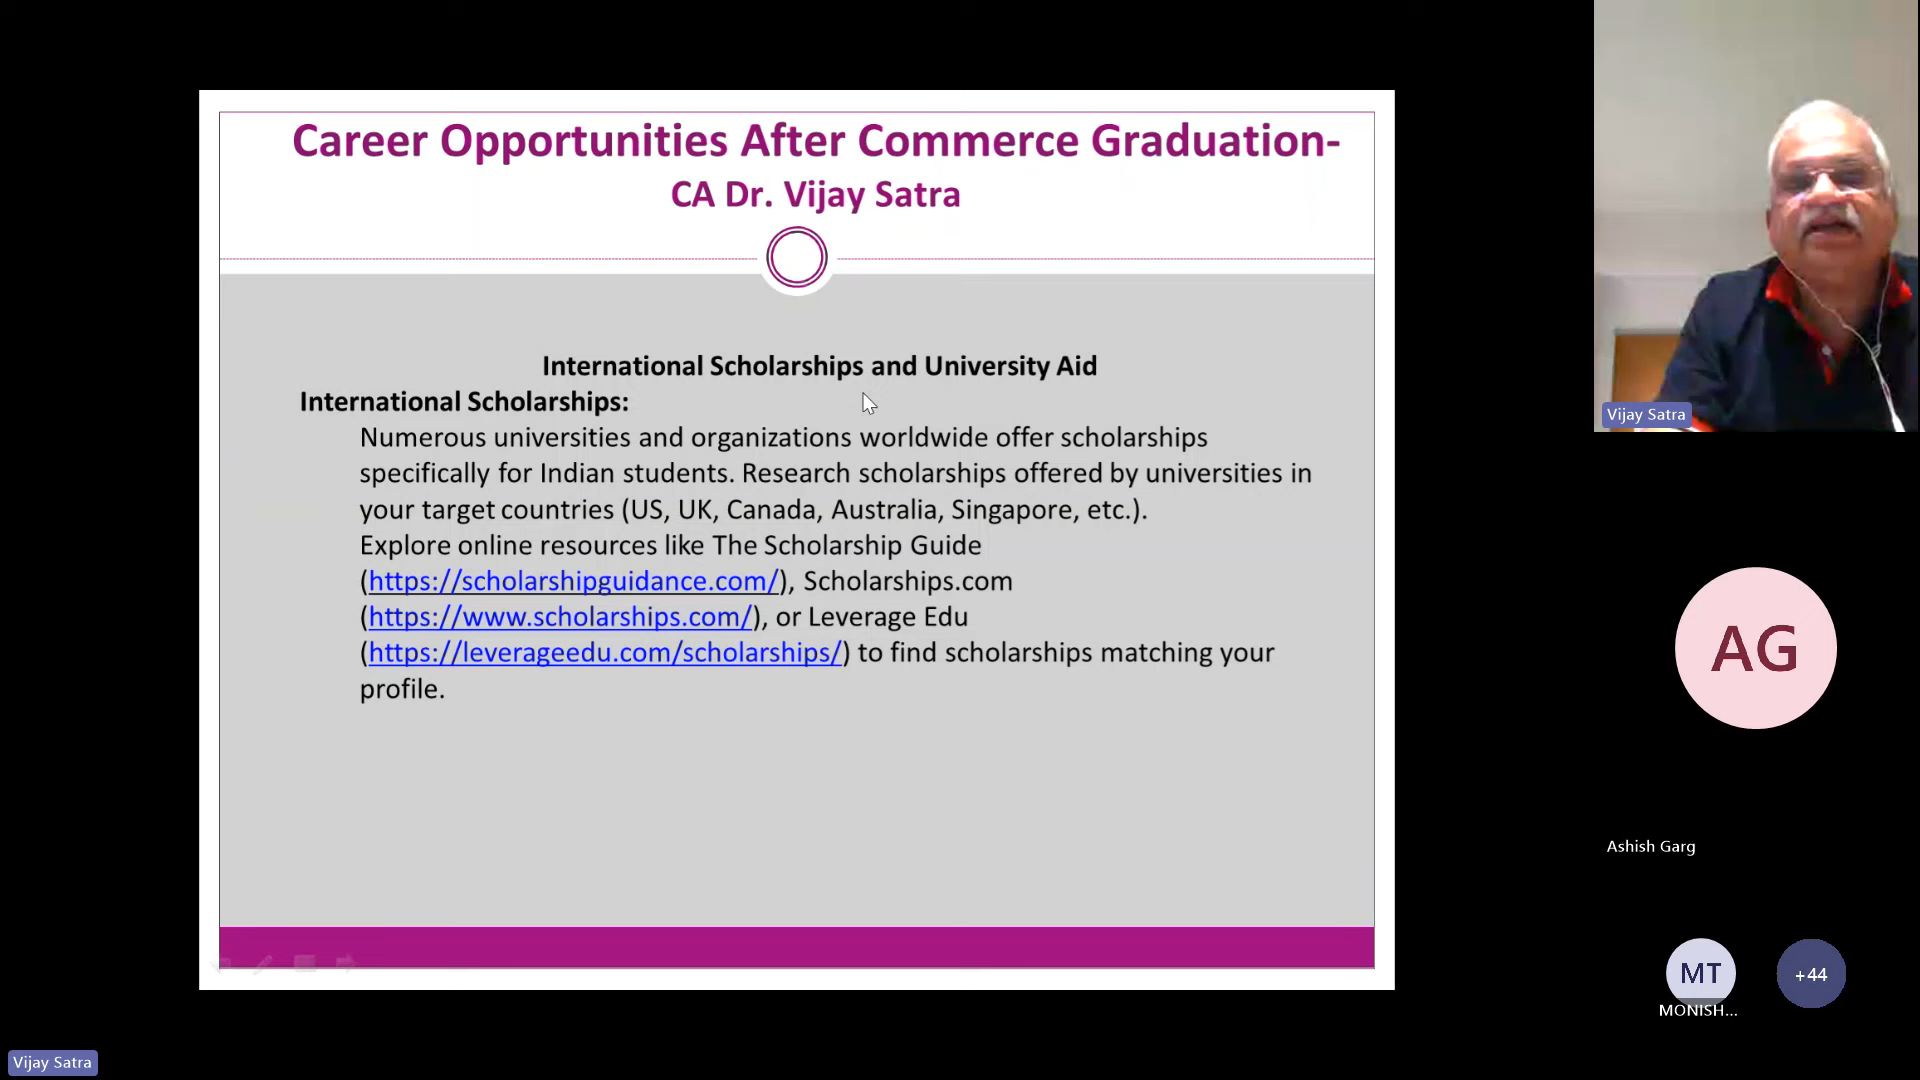 Career Opportunities After Commerce Graduation-
CA Dr. Vijay Satra
International Scholarships and University Aid
International Scholarships:
Numerous universities and organizations worldwide offer scholarships
specifically for Indian students. Research scholarships offered by universities in
your target countries (US, UK, Canada, Australia, Singapore, etc.).
Explore online resources like The Scholarship Guide
(https://scholarshipguidance.com/), Scholarships.com
(https://www.scholarships.com/), or Leverage Edu
(https://leverageedu.com/scholarships/) to find scholarships matching your
profile.
Vijay Satra
AG
Ashish Garg
MT
+44
MONISH...
Vijay Satra